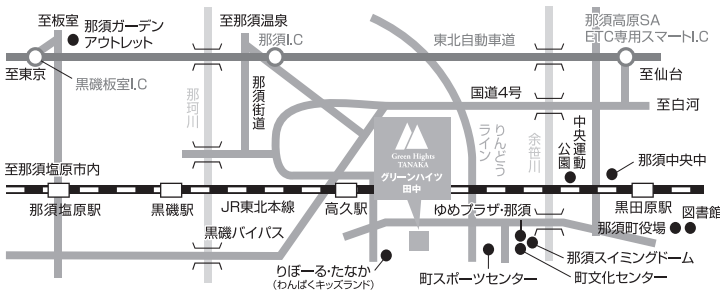 至板室
那須ガーデン
アウトレット
至那須温泉
那須I.C
東北自動車道
那須高原SA
ETC専用スマートI.C
至東京
黒磯板室I.C
至仙台
那珂川
那須街道
国道4号
至白河
りんどう
ライン
余笹川
中央運動
公園
那須中央中
Green Hights
TANAKA
グリーンハイツ
田中
至那須塩原市内
那須塩原駅
黒磯駅
JR東北本線
高久駅
ゆめプラザ・那須
黒田原駅
図書館
黒磯バイパス
那須町役場
りぽーる・たなか
(わんぱくキッズランド)
町スポーツセンター
那須スイミングドーム
町文化センター